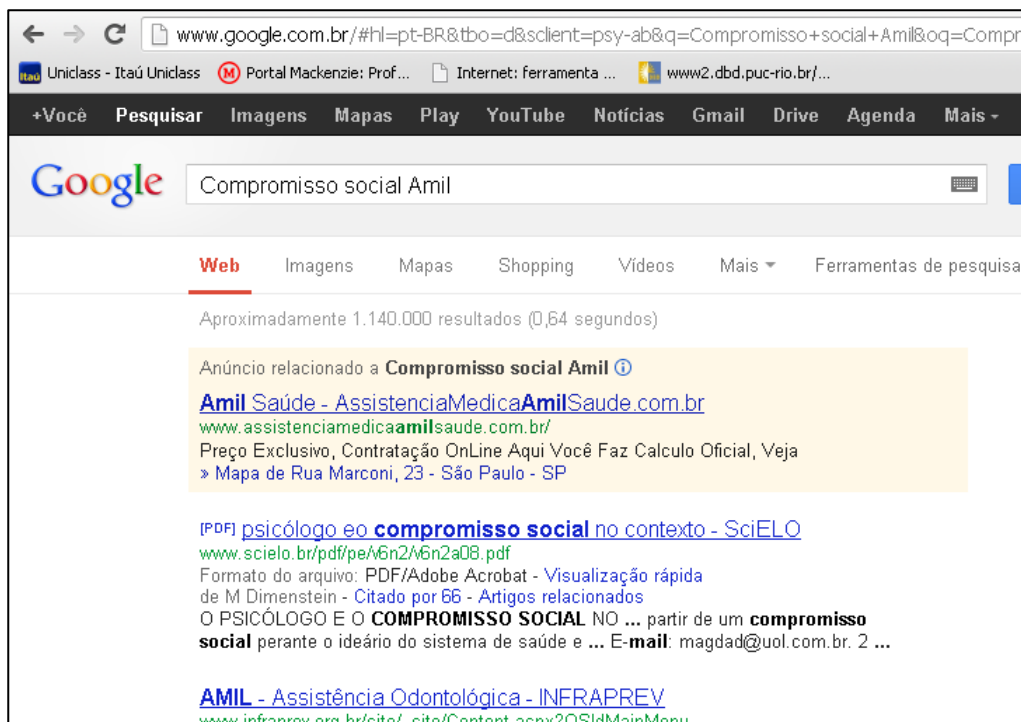 www.google.com.br/#hl=pt-BR&tbo=d&sclient=psy-ab&q=Compromisso+social+Amil&oq=Compr
Itaú Uniclass - Itaú Uniclass M Portal Mackenzie: Prof... Internet: ferramenta ... www2.dbd.puc-rio.br/...
+Você Pesquisar Imagens Mapas Play YouTube Notícias Gmail Drive Agenda Mais
Google Compromisso social Amil
Web Imagens Mapas Shopping Vídeos Mais Ferramentas de pesquisa
Aproximadamente 1.140.000 resultados (0,64 segundos)
Anúncio relacionado a Compromisso social Amil
Amil Saúde - AssistenciaMedicaAmilSaude.com.br
www.assistenciamedicaamilsaude.com.br/
Preço Exclusivo, Contratação OnLine Aqui Você Faz Calculo Oficial, Veja
» Mapa de Rua Marconi, 23 - São Paulo - SP
[PDF] psicólogo eo compromisso social no contexto - SciELO
www.scielo.br/pdf/pe/v6n2/v6n2a08.pdf
Formato do arquivo: PDF/Adobe Acrobat - Visualização rápida
de M Dimenstein - Citado por 66 - Artigos relacionados
O PSICÓLOGO E O COMPROMISSO SOCIAL NO ... partir de um compromisso
social perante o ideário do sistema de saúde e ... E-mail: magdad@uol.com.br. 2 ...
AMIL - Assistência Odontológica - INFRAPREV